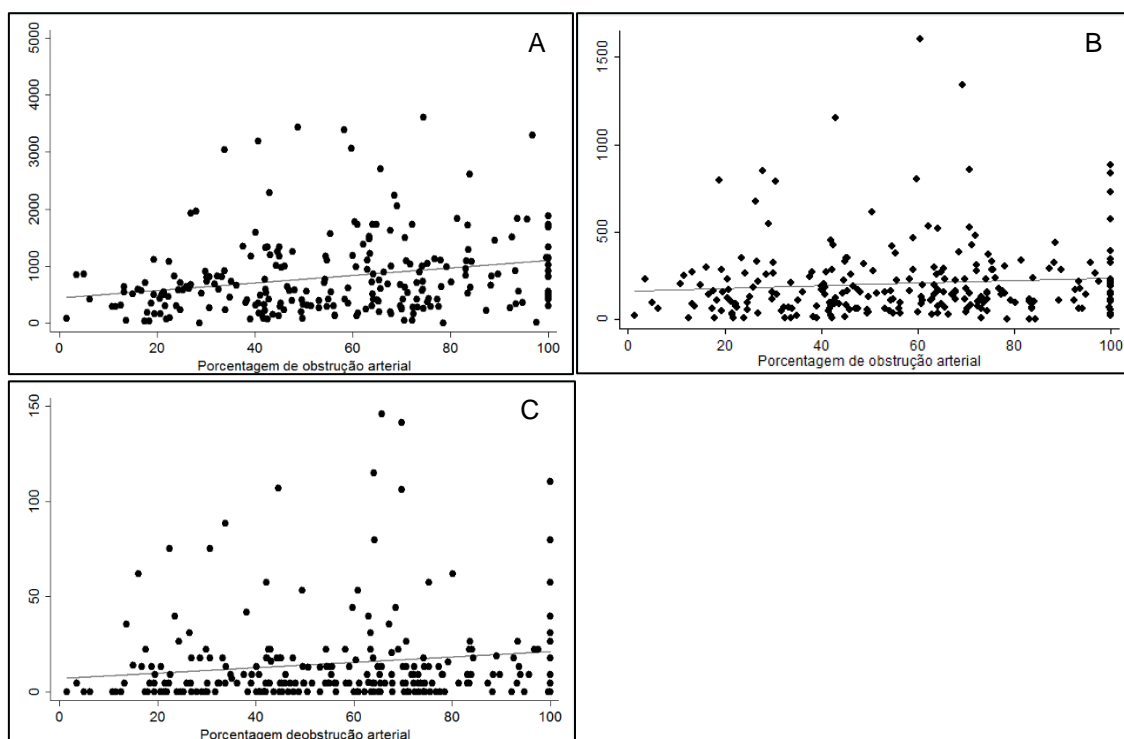 A
5000
4000
3000
2000
1000
0
0 20 40 60 80 100
Porcentagem de obstrução arterial
B
1500
1000
500
0
0 20 40 60 80 100
Porcentagem de obstrução arterial
C
150
100
50
0
0 20 40 60 80 100
Porcentagem deobstrução arterial